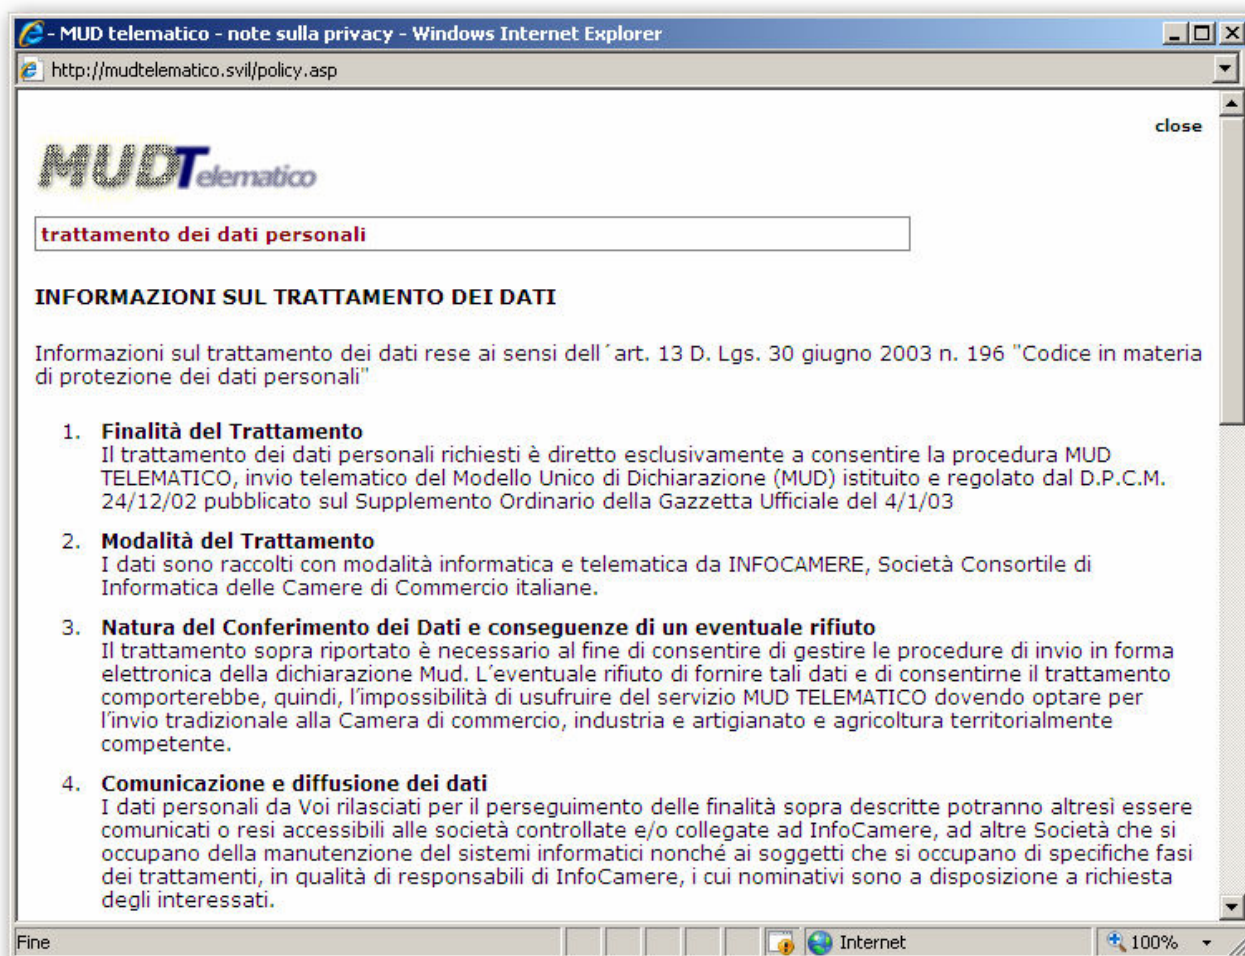 - MUD telematico - note sulla privacy - Windows Internet Explorer
http://mudtelematico.svil/policy.asp
close
MUDTelematico
trattamento dei dati personali
INFORMAZIONI SUL TRATTAMENTO DEI DATI
Informazioni sul trattamento dei dati rese ai sensi dell´art. 13 D. Lgs. 30 giugno 2003 n. 196 "Codice in materia
di protezione dei dati personali"
1. Finalità del Trattamento
Il trattamento dei dati personali richiesti è diretto esclusivamente a consentire la procedura MUD
TELEMATICO, invio telematico del Modello Unico di Dichiarazione (MUD) istituito e regolato dal D.P.C.M.
24/12/02 pubblicato sul Supplemento Ordinario della Gazzetta Ufficiale del 4/1/03
2. Modalità del Trattamento
I dati sono raccolti con modalità informatica e telematica da INFOCAMERE, Società Consortile di
Informatica delle Camere di Commercio italiane.
3. Natura del Conferimento dei Dati e conseguenze di un eventuale rifiuto
Il trattamento sopra riportato è necessario al fine di consentire di gestire le procedure di invio in forma
elettronica della dichiarazione Mud. L'eventuale rifiuto di fornire tali dati e di consentirne il trattamento
comporterebbe, quindi, l'impossibilità di usufruire del servizio MUD TELEMATICO dovendo optare per
l'invio tradizionale alla Camera di commercio, industria e artigianato e agricoltura territorialmente
competente.
4. Comunicazione e diffusione dei dati
I dati personali da Voi rilasciati per il perseguimento delle finalità sopra descritte potranno altresì essere
comunicati o resi accessibili alle società controllate e/o collegate ad InfoCamere, ad altre Società che si
occupano della manutenzione del sistemi informatici nonché ai soggetti che si occupano di specifiche fasi
dei trattamenti, in qualità di responsabili di InfoCamere, i cui nominativi sono a disposizione a richiesta
degli interessati.
Fine
Internet
100%